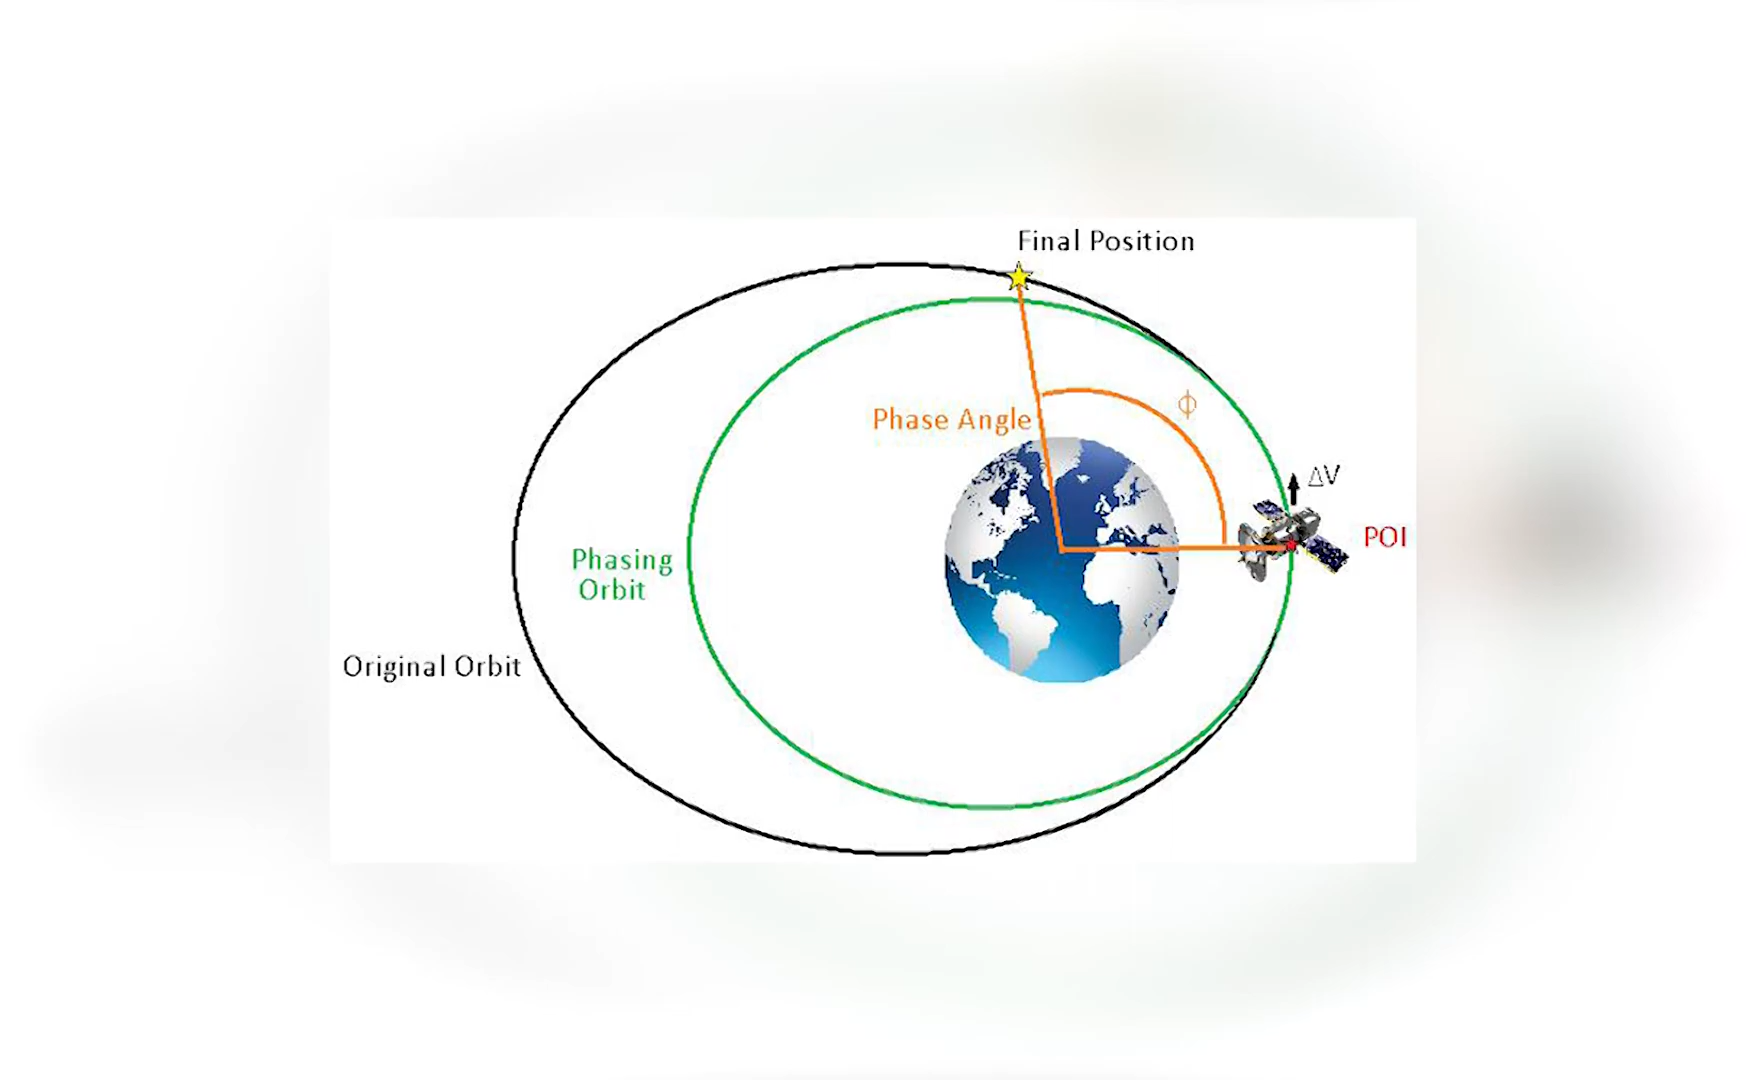 Final Position
Phase Angle
ϕ
ΔV
POI
Phasing
Orbit
Original Orbit